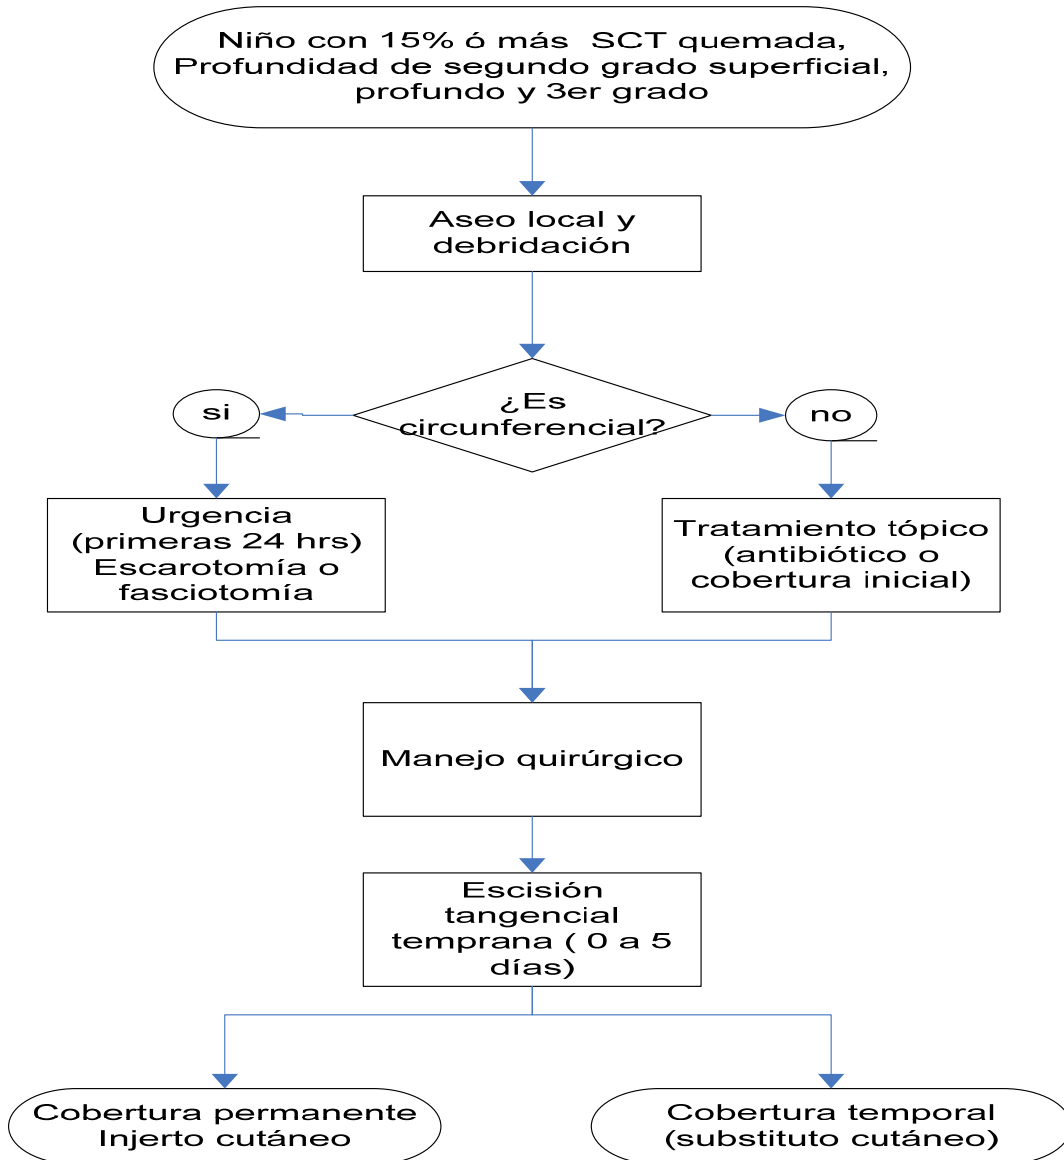 Niño con 15% ó más  SCT quemada,
Profundidad de segundo grado superficial,
profundo y 3er grado
Aseo local y
debridación
¿Es
circunferencial?
si
no
Urgencia
(primeras 24 hrs)
Escarotomía o
fasciotomía
Tratamiento tópico
(antibiótico o
cobertura inicial)
Manejo quirúrgico
Escisión
tangencial
temprana ( 0 a 5
días)
Cobertura permanente
Injerto cutáneo
Cobertura temporal
(substituto cutáneo)